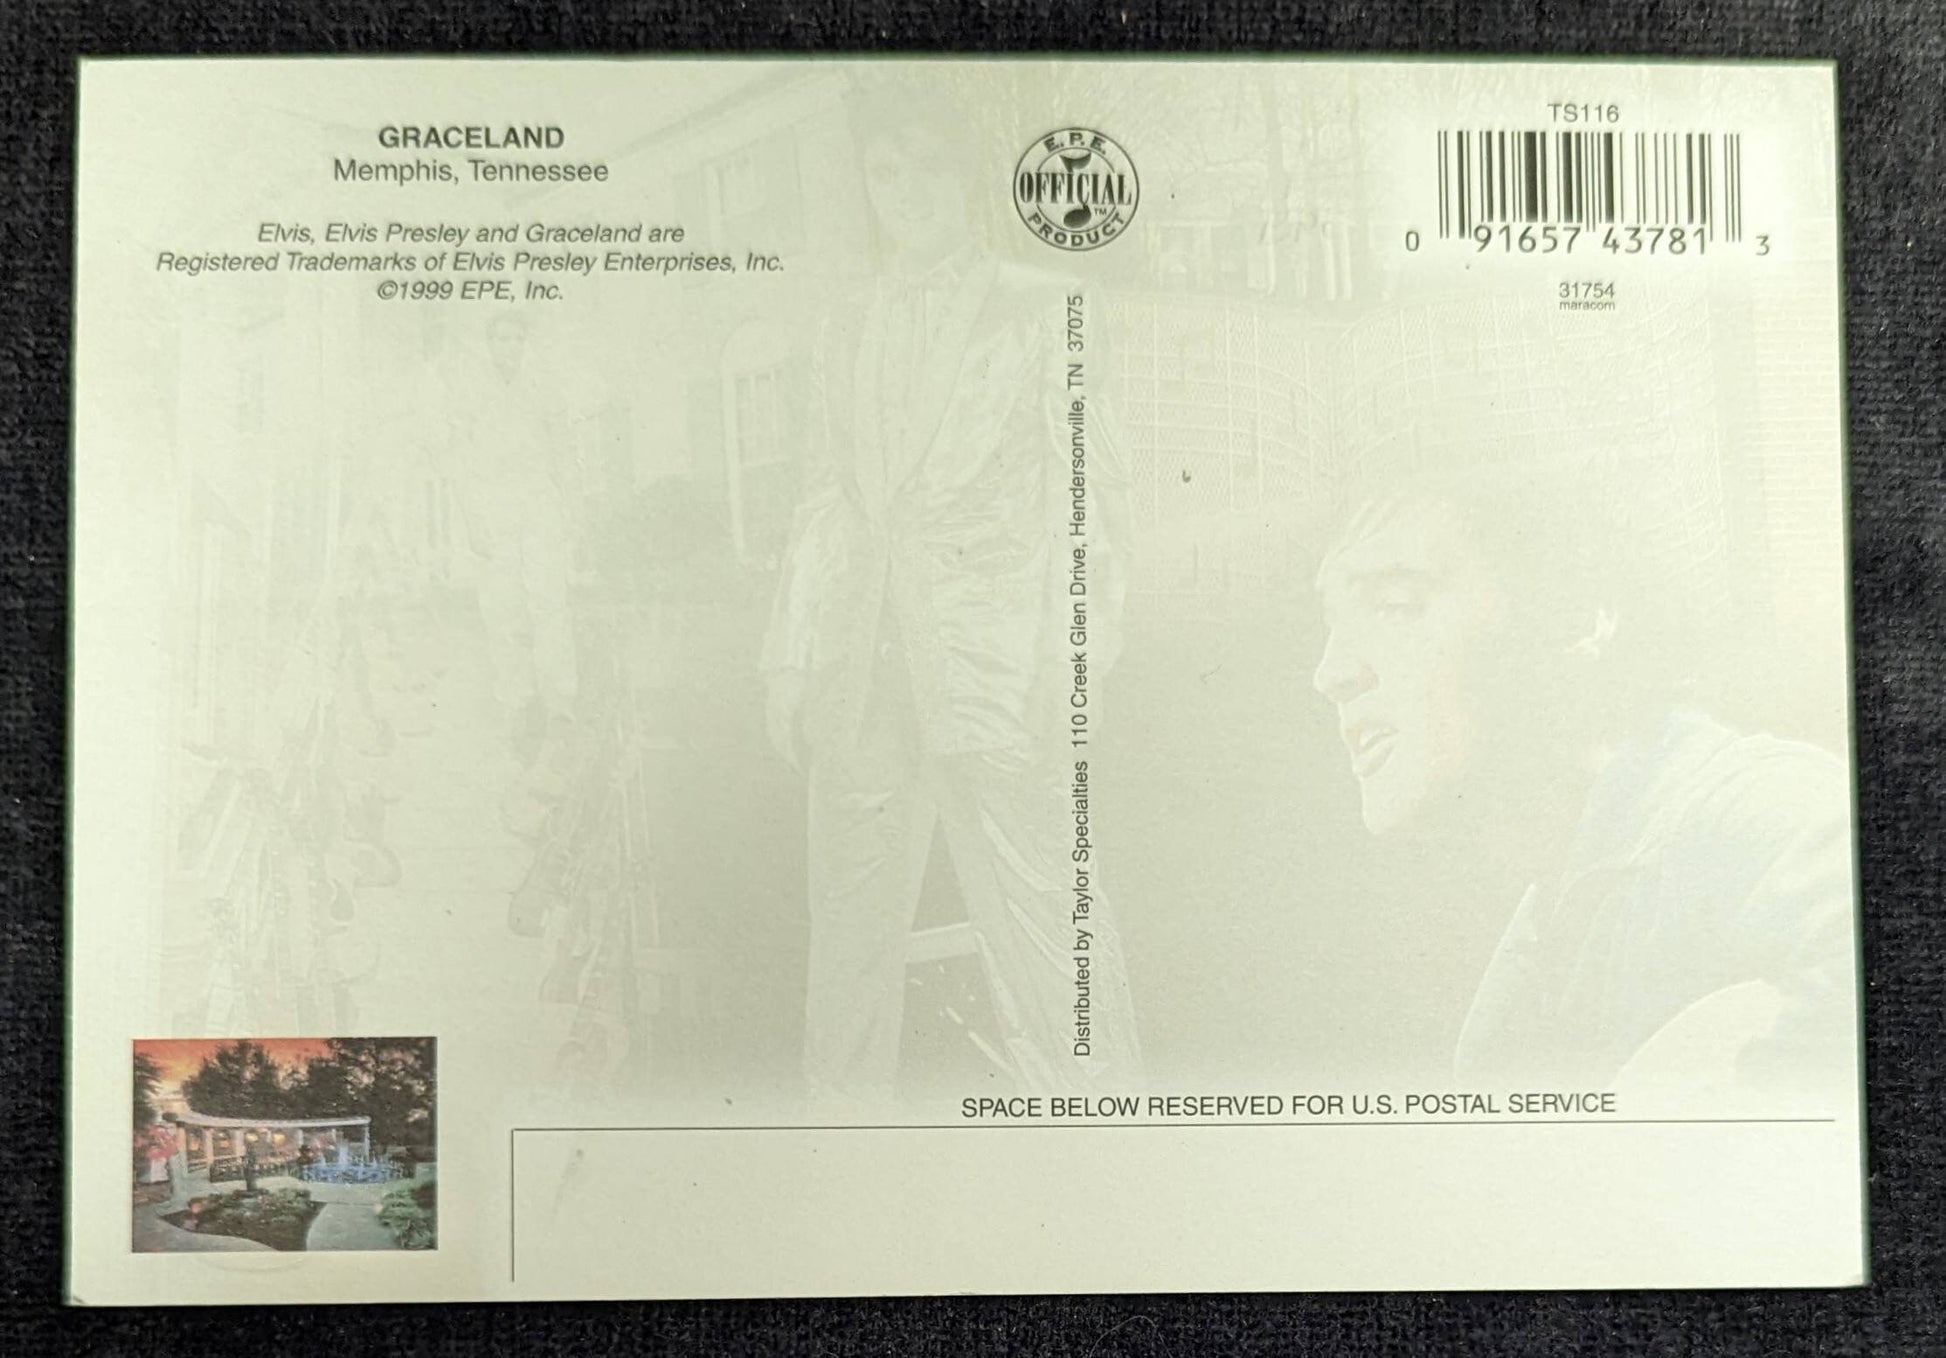 GRACELAND
Memphis, Tennessee
Elvis, Elvis Presley and Graceland are
Registered Trademarks of Elvis Presley Enterprises, Inc.
©1999 EPE, Inc.
E.P.E.
OFFICIAL™
PRODUCT
TS116
0 91657 43781 3
31754
maracom
Distributed by Taylor Specialties 110 Creek Glen Drive, Hendersonville, TN 37075
SPACE BELOW RESERVED FOR U.S. POSTAL SERVICE